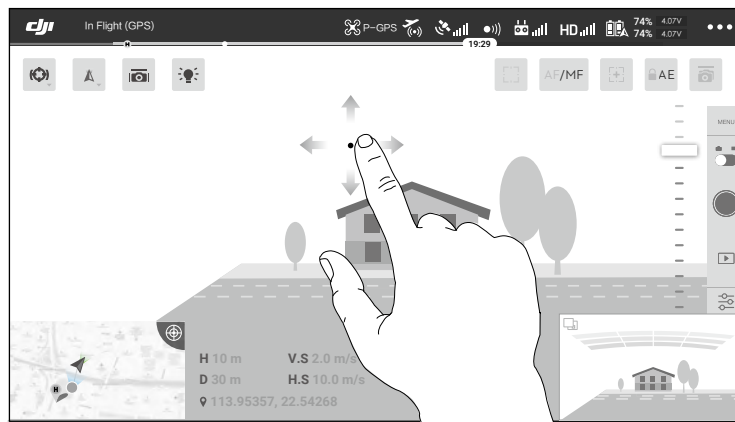 dji In Flight (GPS) P-GPS HD 74% 4.07V
74% 4.07V
H 19:29
AF/MF AE
MENU
H 10 m V.S 2.0 m/s
D 30 m H.S 10.0 m/s
H
113.95357, 22.54268